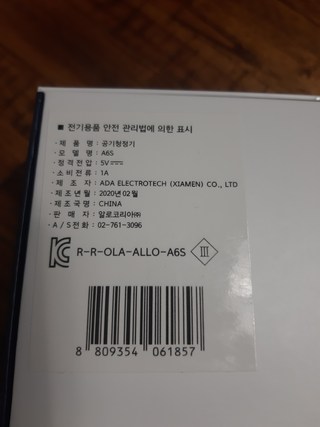 ■ 전기용품 안전 관리법에 의한 표시
· 제 품 명 : 공기청정기
· 모 델 명 : A6S
· 정격전압 : 5V
· 소비전류 : 1A
· 제 조 자 : ADA ELECTROTECH (XIAMEN) CO., LTD
· 제조년월 : 2020년 02월
· 제조국명 : CHINA
· 판 매 자 : 알로코리아㈜
· A/S전화 : 02-761-3096
KC R-R-OLA-ALLO-A6S III
8 809354 061857